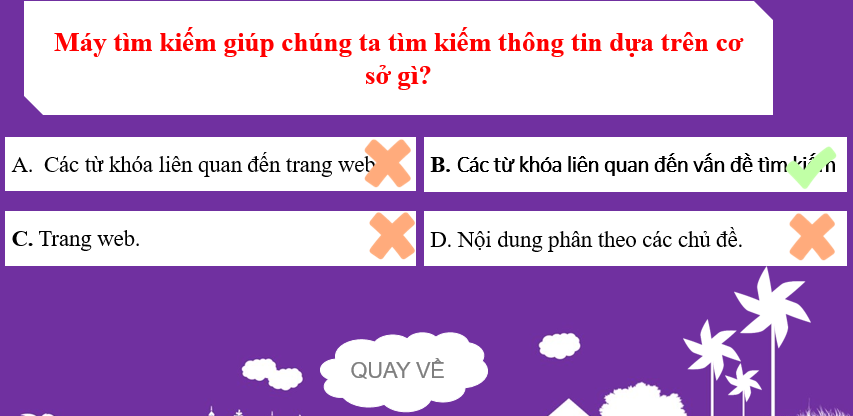 Máy tìm kiếm giúp chúng ta tìm kiếm thông tin dựa trên cơ
sở gì?
A. Các từ khóa liên quan đến trang web
B. Các từ khóa liên quan đến vấn đề tìm kiếm
C. Trang web.
D. Nội dung phân theo các chủ đề.
QUAY VỀ